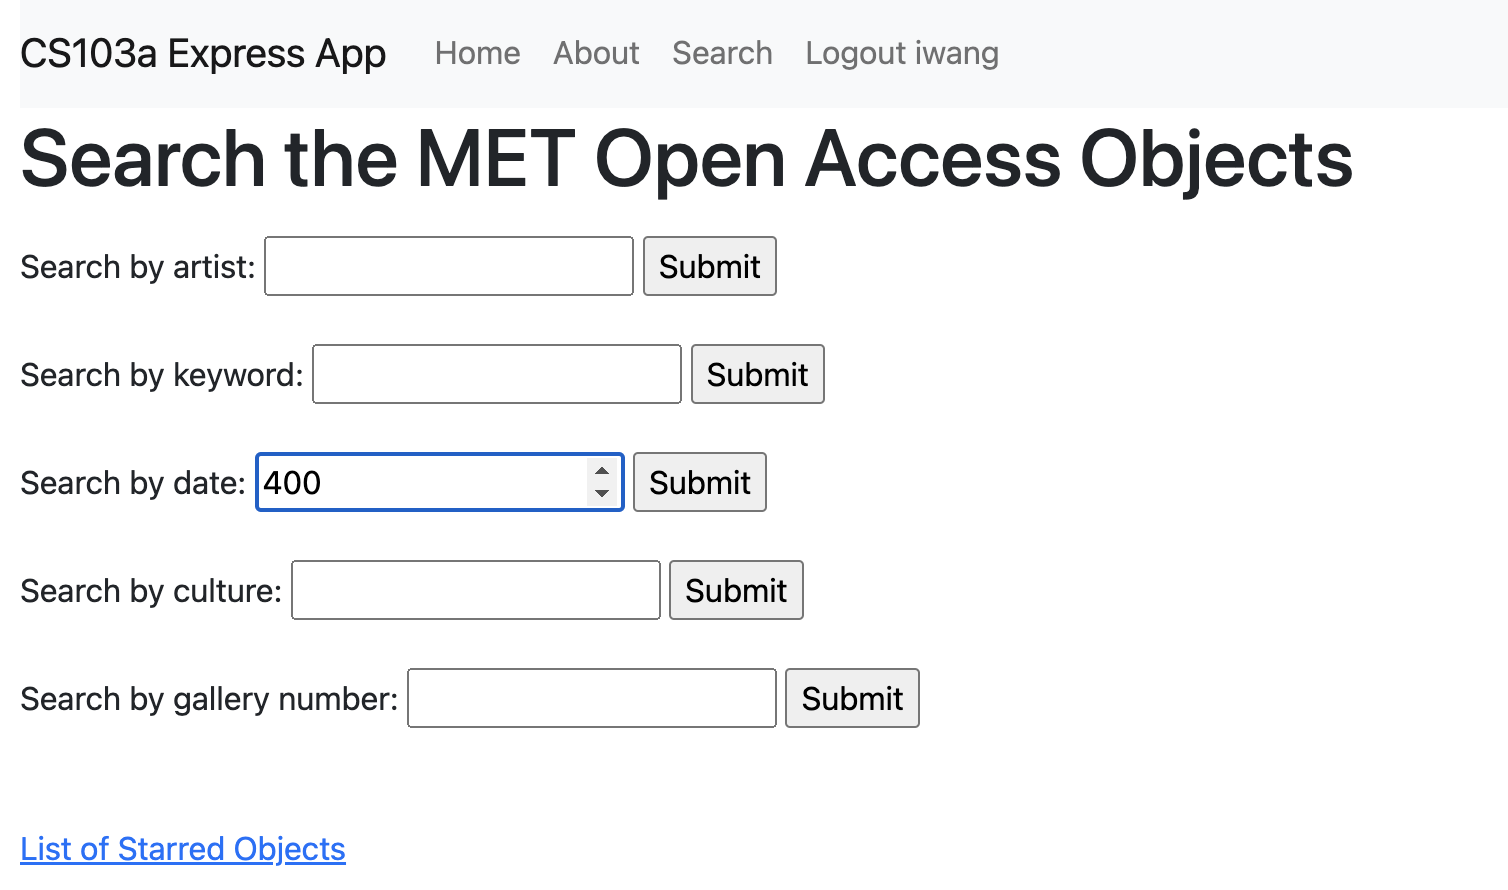 CS103a Express App Home About Search Logout iwang
Search the MET Open Access Objects
Search by artist: Submit
Search by keyword: Submit
Search by date: 400 Submit
Search by culture: Submit
Search by gallery number: Submit
List of Starred Objects